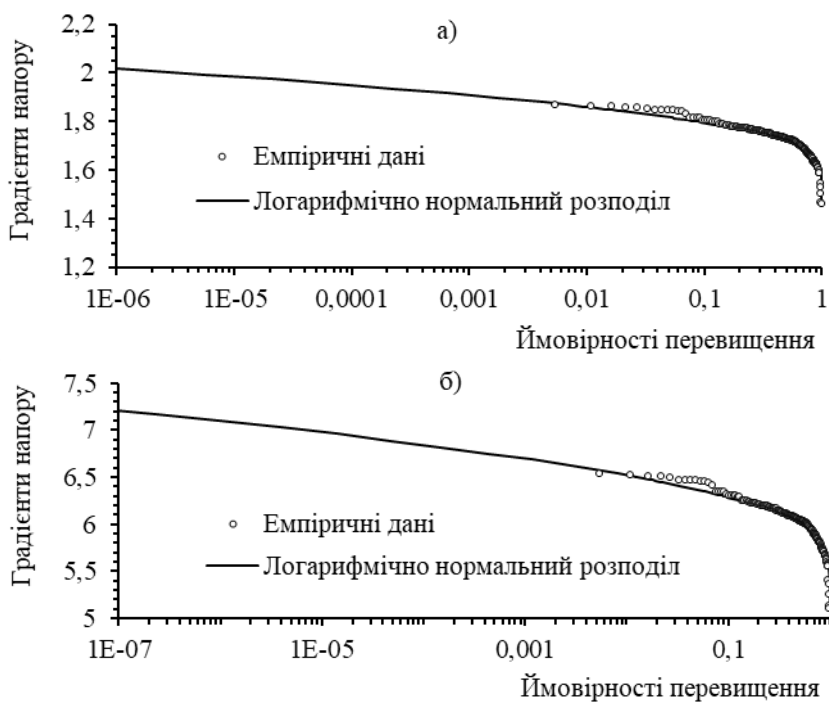 а)
Градієнти напору
2,2
2
1,8
1,6
1,4
1,2
Емпіричні дані
Логарифмічно нормальний розподіл
1E-06
1E-05
0,0001
0,001
0,01
0,1
1
Ймовірності перевищення
б)
Градієнти напору
7,5
7
6,5
6
5,5
5
Емпіричні дані
Логарифмічно нормальний розподіл
1E-07
1E-05
0,001
0,1
Ймовірності перевищення